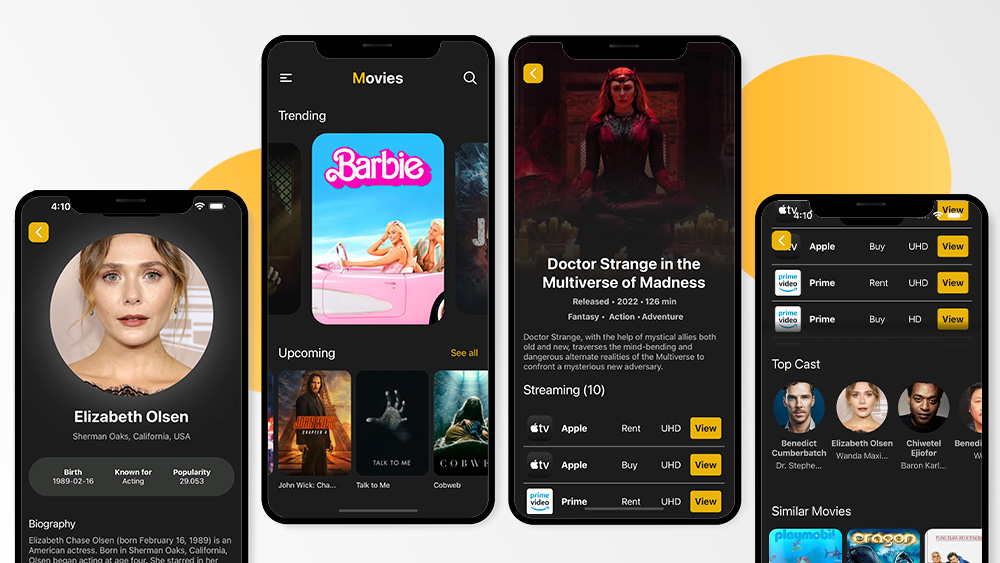 4:10
Elizabeth Olsen
Sherman Oaks, California, USA
Birth
1989-02-16
Known for
Acting
Popularity
29.053
Biography
Elizabeth Chase Olsen (born February 16, 1989) is an
American actress. Born in Sherman Oaks, California,
Olsen began acting at age four. She starred in her
Movies
Trending
Barbie
J
Upcoming
See all
JOHN WICK
CHAPTER 4
TALK TO ME
COBWE
John Wick: Cha...
Talk to Me
Cobweb
Doctor Strange in the
Multiverse of Madness
Released • 2022 • 126 min
Fantasy • Action • Adventure
Doctor Strange, with the help of mystical allies both
old and new, traverses the mind-bending and
dangerous alternate realities of the Multiverse to
confront a mysterious new adversary.
Streaming (10)
tv Apple Rent UHD View
tv Apple Buy UHD View
prime video Prime Rent UHD View
tv View
4:10
tv Apple Buy UHD View
prime video Prime Rent UHD View
prime video Prime Buy HD View
Top Cast
Benedict
Cumberbatch
Dr. Stephe...
Elizabeth Olsen
Wanda Maxi...
Chiwetel
Ejiofor
Baron Karl...
Benedi
W
Similar Movies
playmobil
eragon